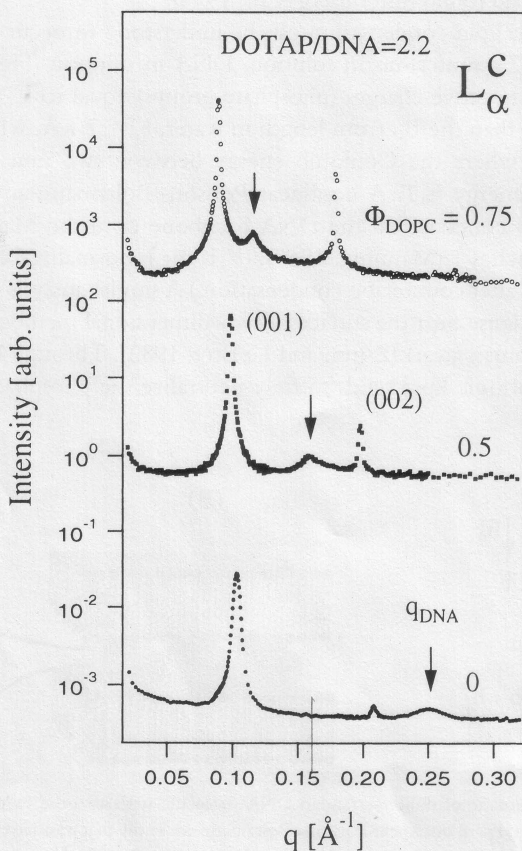 DOTAP/DNA=2.2
L_α^c
Φ_DOPC = 0.75
(001)
(002)
0.5
q_DNA
0
Intensity [arb. units]
10^5
10^4
10^3
10^2
10^1
10^0
10^-1
10^-2
10^-3
0.05 0.10 0.15 0.20 0.25 0.30
q [Å^-1]